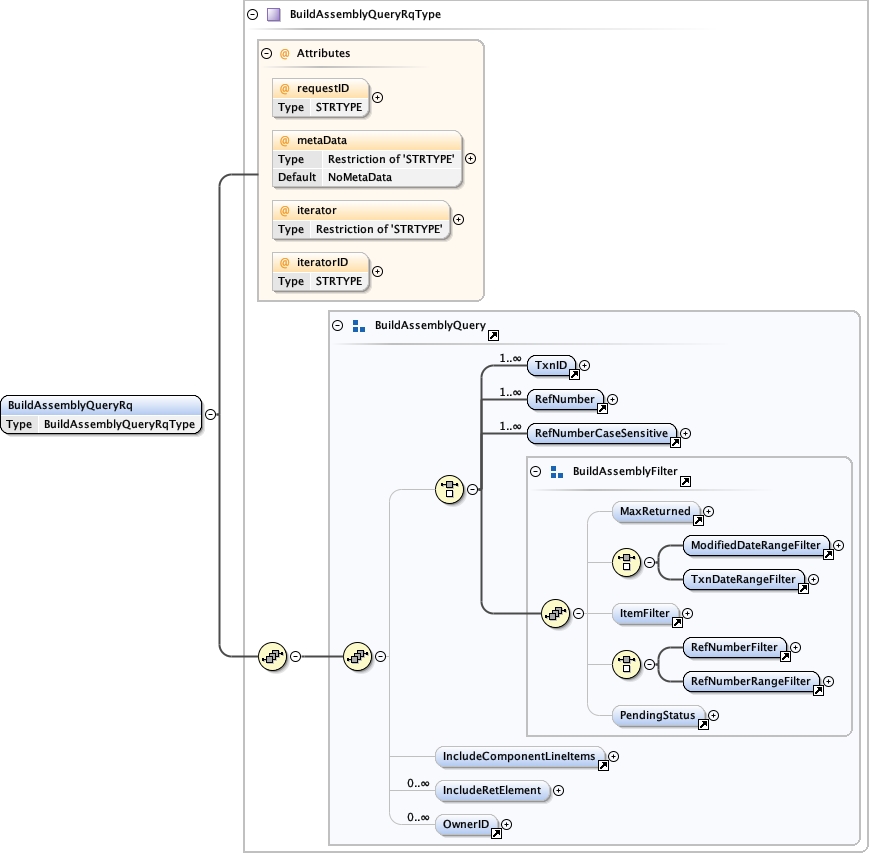 BuildAssemblyQueryRqType
@ Attributes
@ requestID
Type STRTYPE
@ metaData
Type Restriction of 'STRTYPE'
Default NoMetaData
@ iterator
Type Restriction of 'STRTYPE'
@ iteratorID
Type STRTYPE
BuildAssemblyQueryRq
Type BuildAssemblyQueryRqType
BuildAssemblyQuery
1..∞ TxnID
1..∞ RefNumber
1..∞ RefNumberCaseSensitive
BuildAssemblyFilter
MaxReturned
ModifiedDateRangeFilter
TxnDateRangeFilter
ItemFilter
RefNumberFilter
RefNumberRangeFilter
PendingStatus
IncludeComponentLineItems
0..∞ IncludeRetElement
0..∞ OwnerID